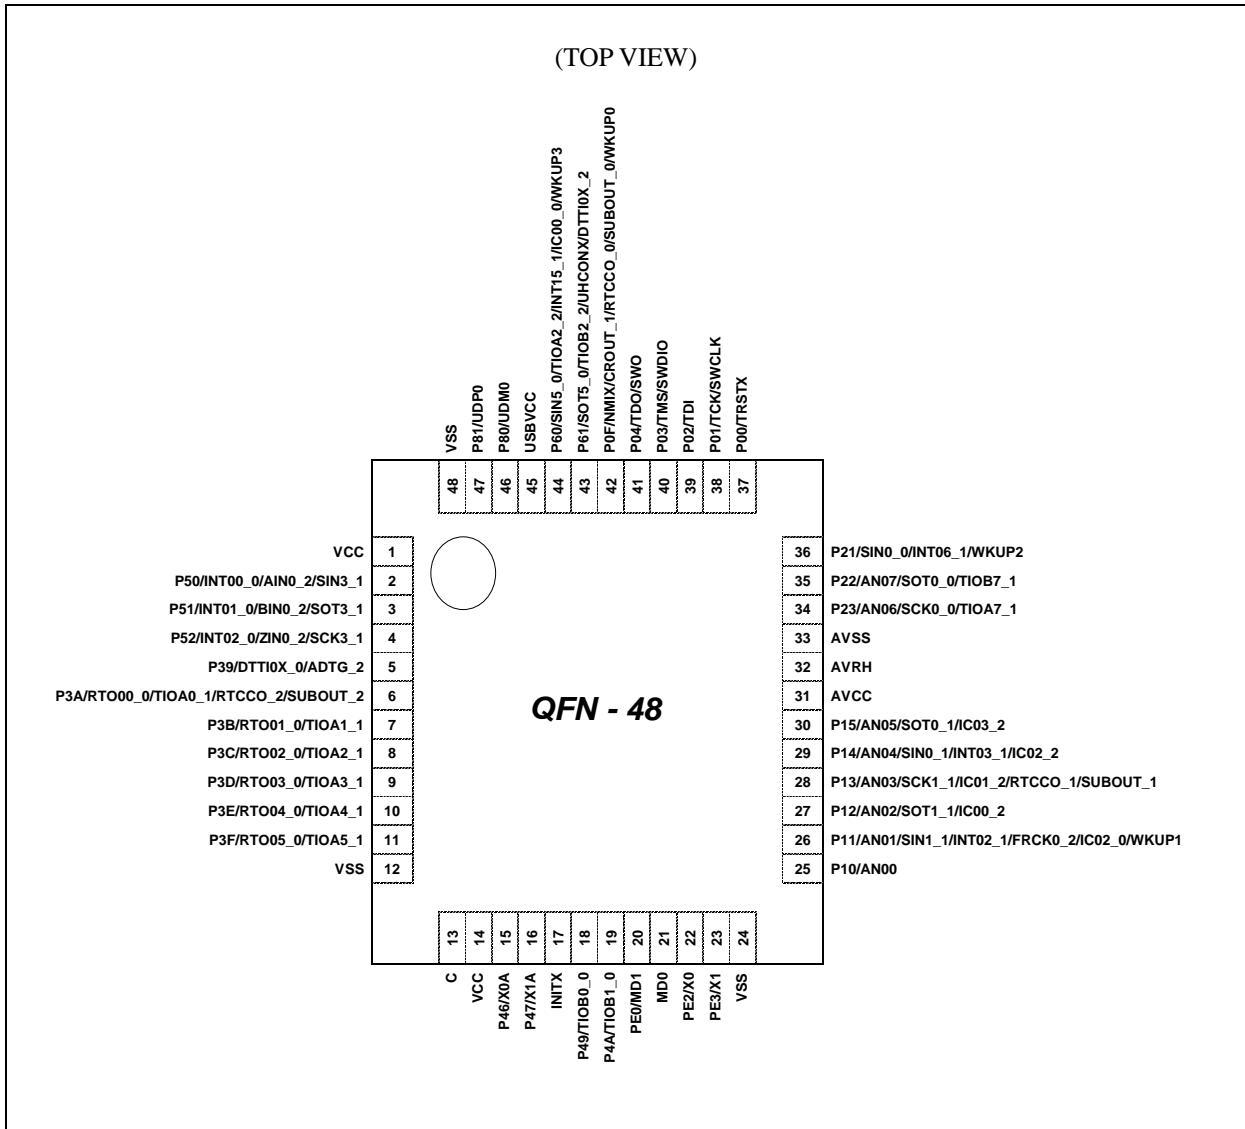 (TOP VIEW)
VSS
P81/UDP0
P80/UDM0
USBVCC
P60/SIN5_0/TIOA2_2/INT15_1/IC00_0/WKUP3
P61/SOT5_0/TIOB2_2/UHCONX/DTTI0X_2
P0F/NMIX/CROUT_1/RTCCO_0/SUBOUT_0/WKUP0
P04/TDO/SWO
P03/TMS/SWDIO
P02/TDI
P01/TCK/SWCLK
P00/TRSTX
48
47
46
45
44
43
42
41
40
39
38
37
VCC 1
P50/INT00_0/AIN0_2/SIN3_1 2
P51/INT01_0/BIN0_2/SOT3_1 3
P52/INT02_0/ZIN0_2/SCK3_1 4
P39/DTTI0X_0/ADTG_2 5
P3A/RTO00_0/TIOA0_1/RTCCO_2/SUBOUT_2 6
P3B/RTO01_0/TIOA1_1 7
P3C/RTO02_0/TIOA2_1 8
P3D/RTO03_0/TIOA3_1 9
P3E/RTO04_0/TIOA4_1 10
P3F/RTO05_0/TIOA5_1 11
VSS 12
QFN - 48
36 P21/SIN0_0/INT06_1/WKUP2
35 P22/AN07/SOT0_0/TIOB7_1
34 P23/AN06/SCK0_0/TIOA7_1
33 AVSS
32 AVRH
31 AVCC
30 P15/AN05/SOT0_1/IC03_2
29 P14/AN04/SIN0_1/INT03_1/IC02_2
28 P13/AN03/SCK1_1/IC01_2/RTCCO_1/SUBOUT_1
27 P12/AN02/SOT1_1/IC00_2
26 P11/AN01/SIN1_1/INT02_1/FRCK0_2/IC02_0/WKUP1
25 P10/AN00
13
14
15
16
17
18
19
20
21
22
23
24
C
VCC
P46/X0A
P47/X1A
INITX
P49/TIOB0_0
P4A/TIOB1_0
PE0/MD1
MD0
PE2/X0
PE3/X1
VSS